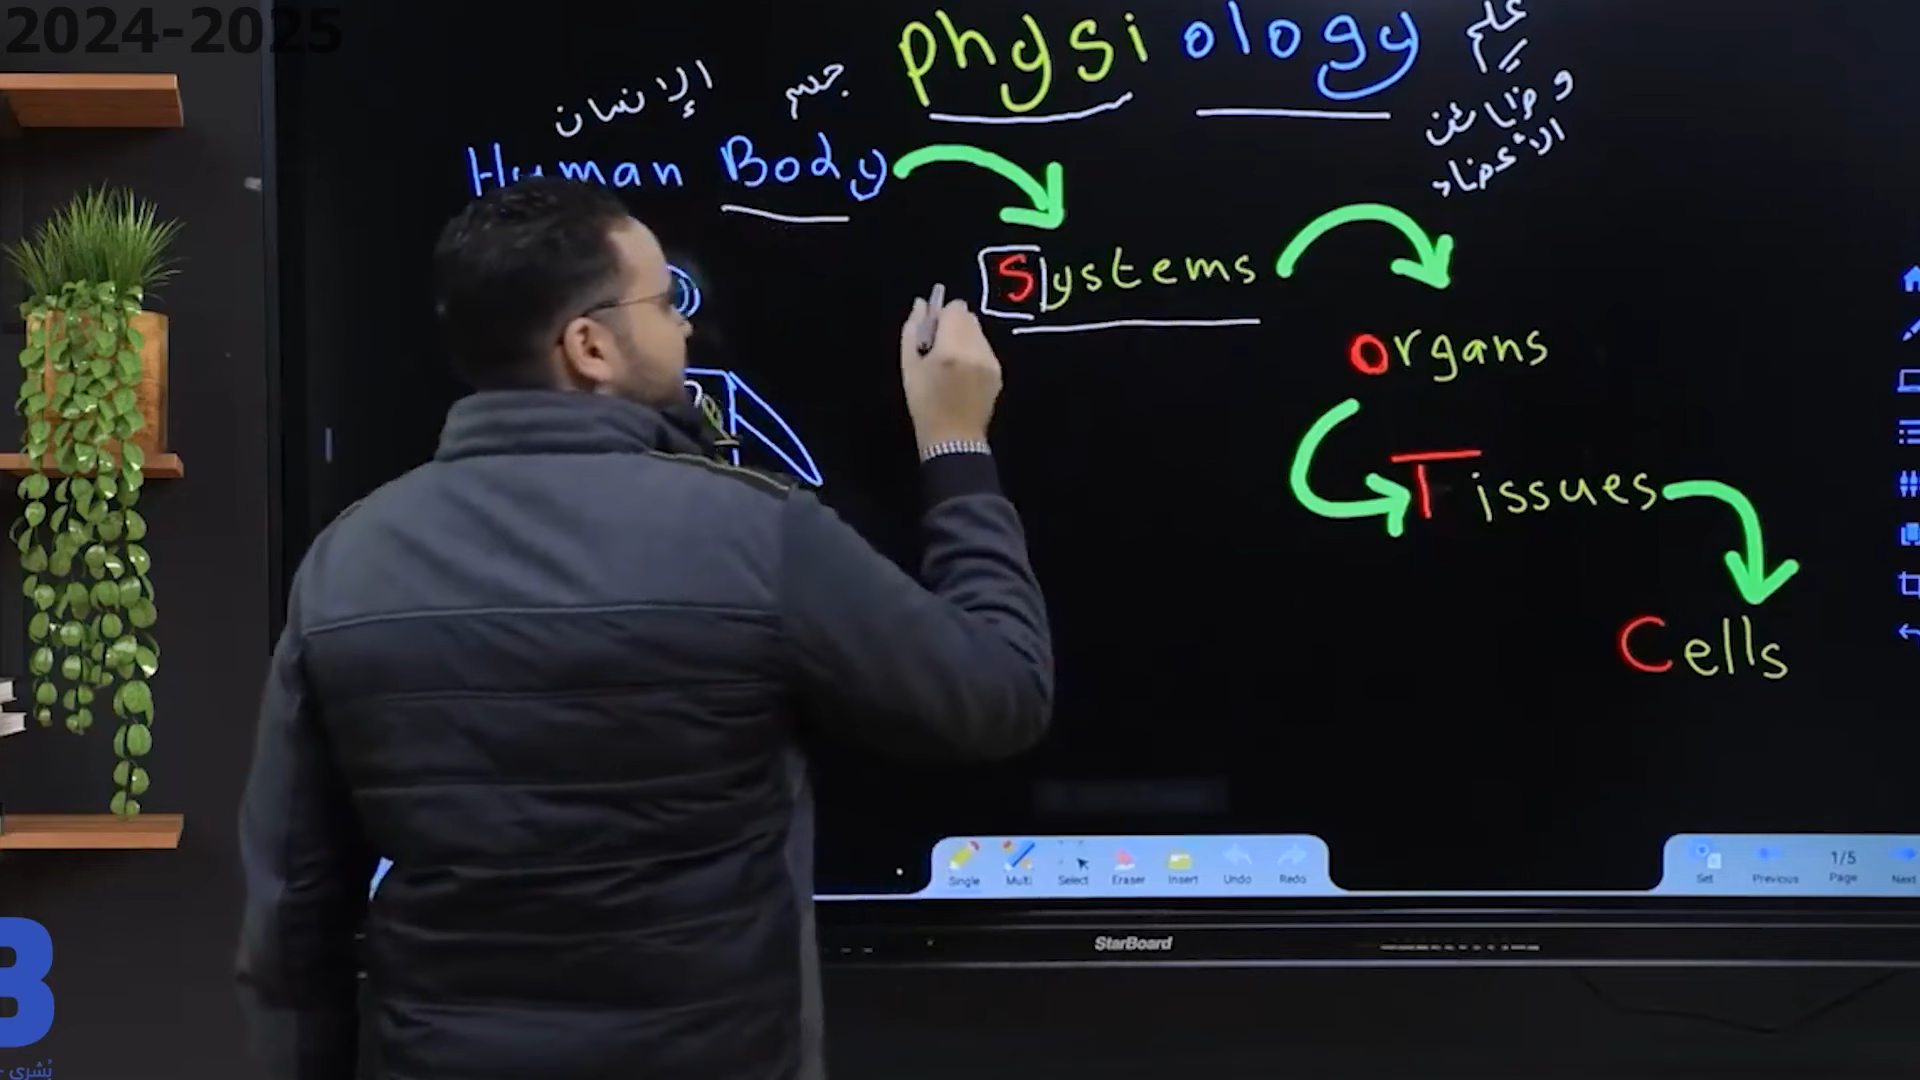 2024-2025
Physiology
علم
وظائف
الأعضاء
جسم الإنسان
Human Body
Systems
Organs
Tissues
Cells
Single Multi Select Eraser Insert Undo Redo
Set Previous 1/5 Page Next
StarBoard
B
بُشرى